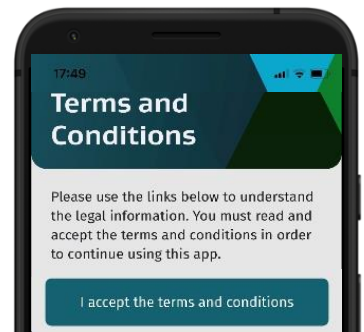 17:49
Terms and
Conditions
Please use the links below to understand
the legal information. You must read and
accept the terms and conditions in order
to continue using this app.
I accept the terms and conditions